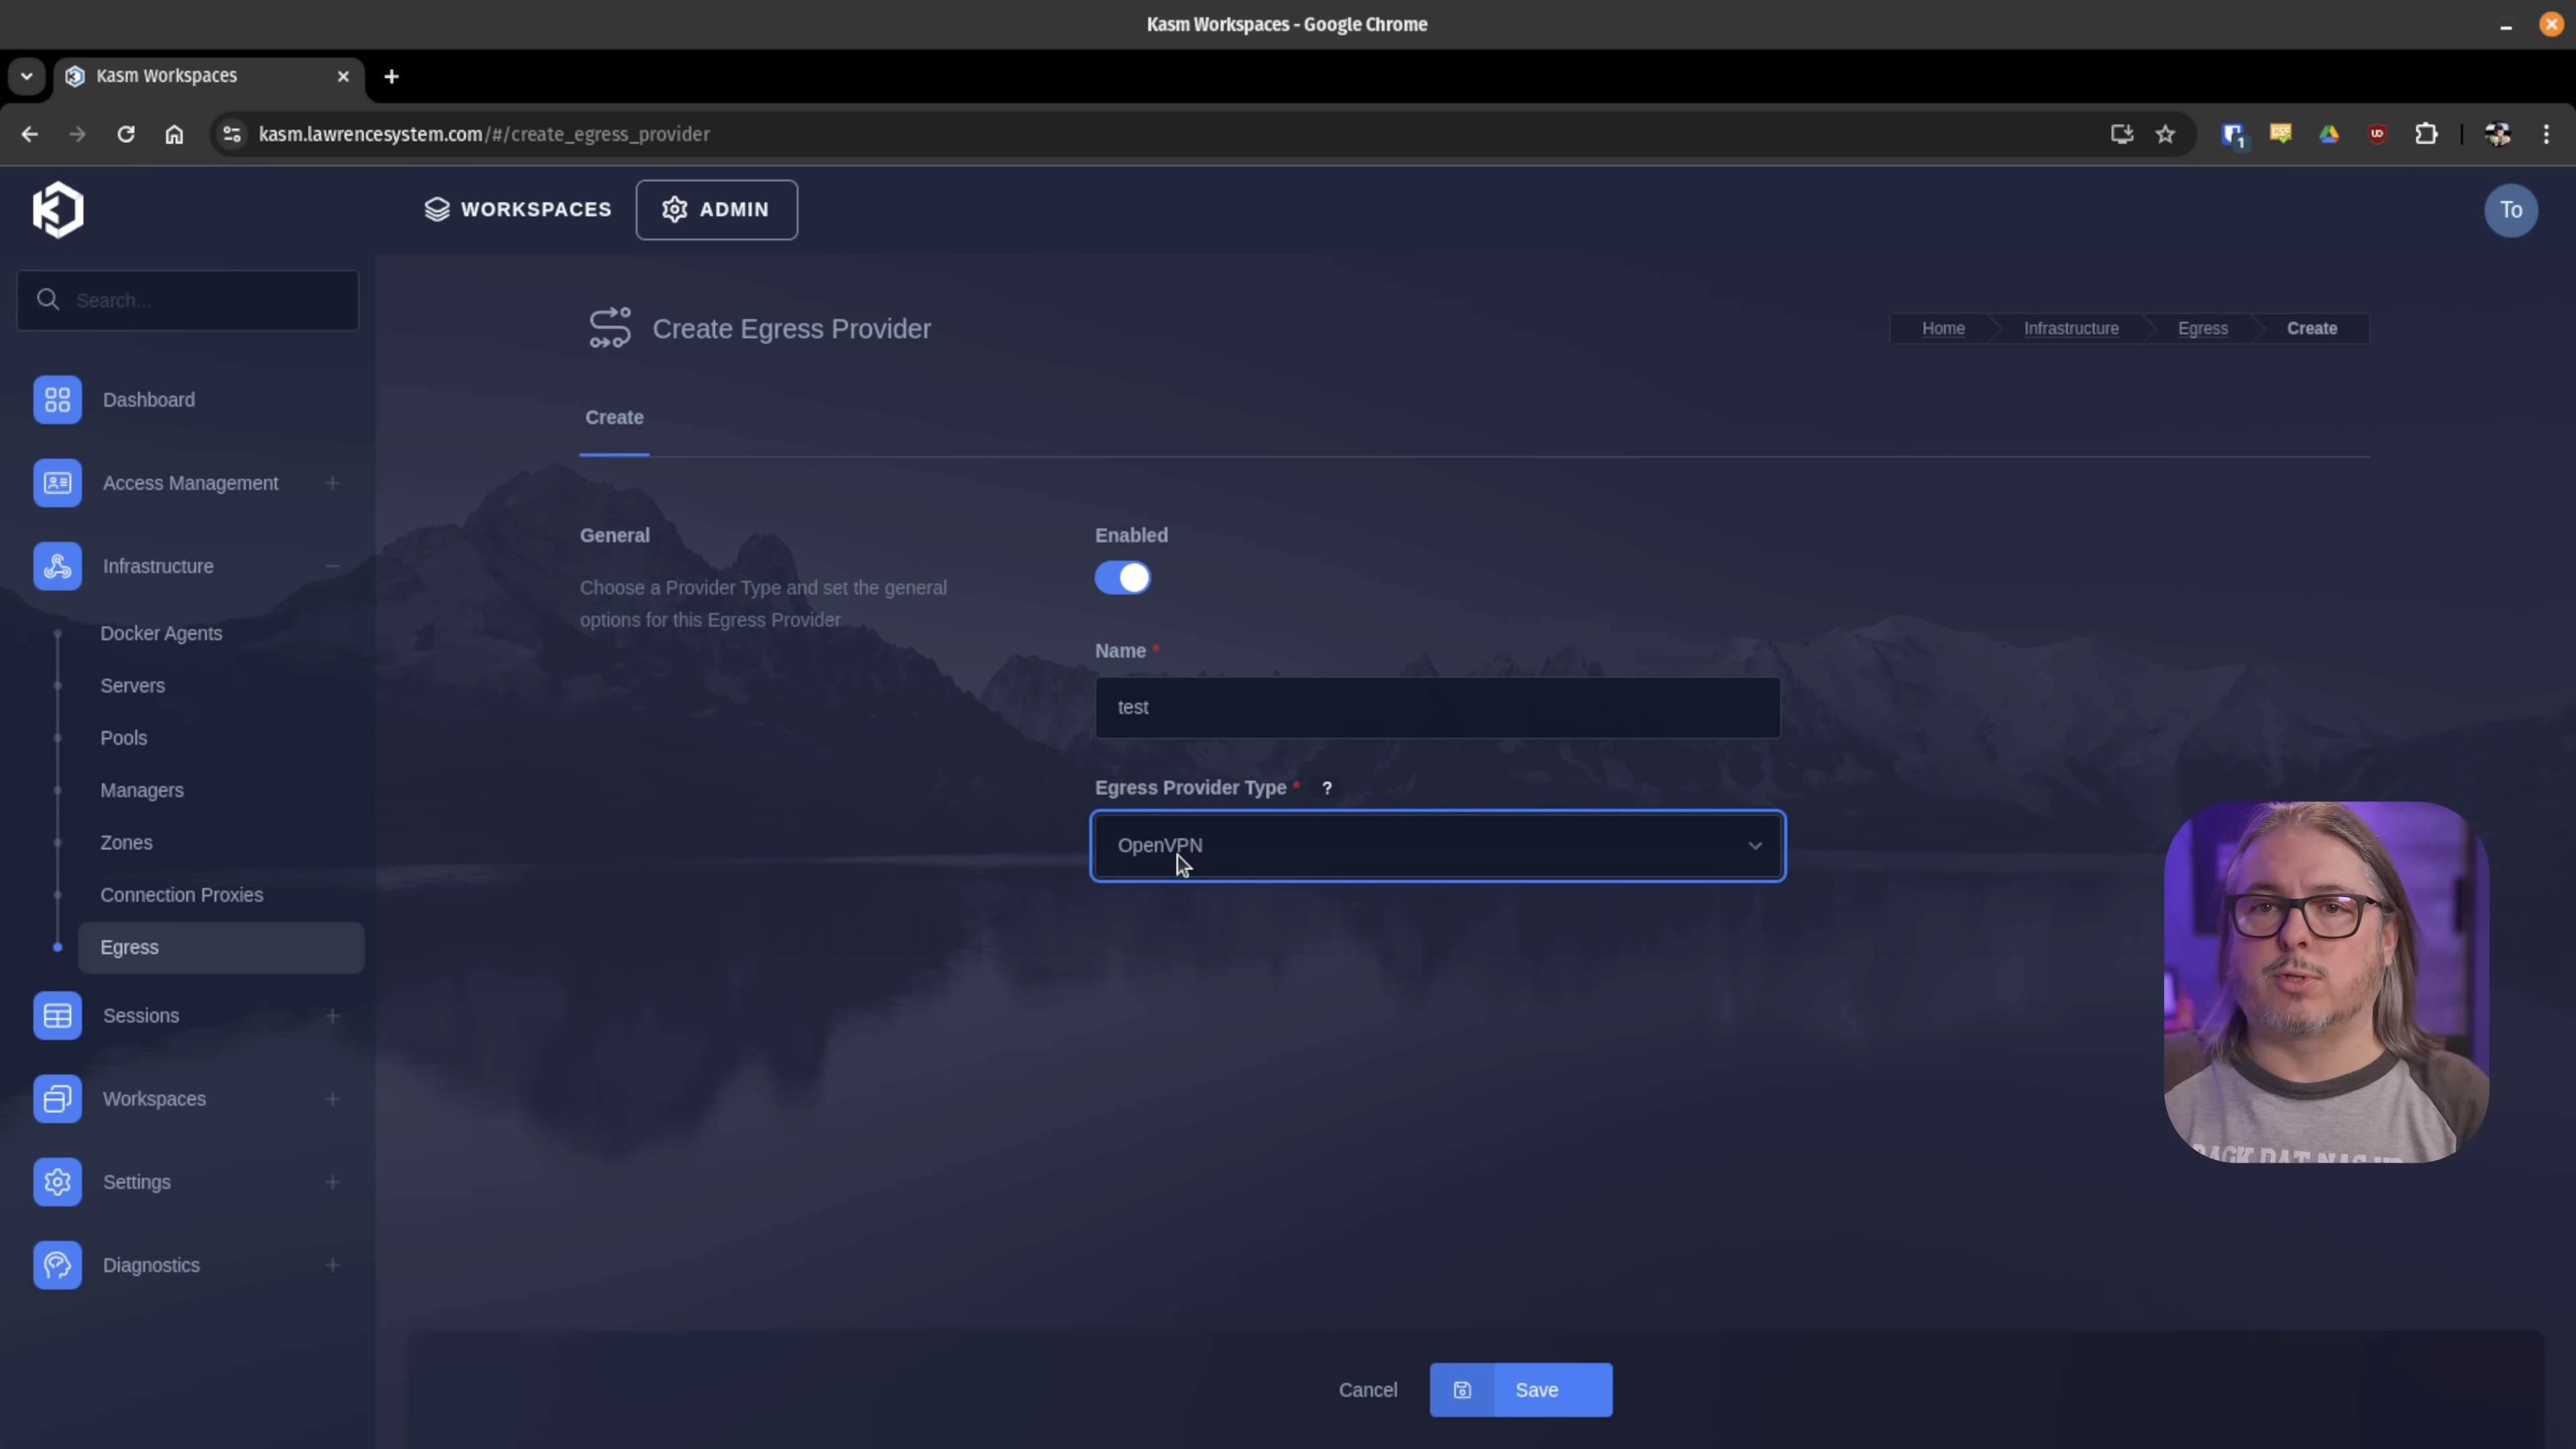 Kasm Workspaces - Google Chrome
Kasm Workspaces
kasm.lawrencesystem.com/#/create_egress_provider
1
WORKSPACES
ADMIN
To
Search...
Create Egress Provider
Home
Infrastructure
Egress
Create
Dashboard
Create
Access Management
General
Enabled
Infrastructure
Choose a Provider Type and set the general
options for this Egress Provider
Docker Agents
Name *
Servers
test
Pools
Managers
Egress Provider Type * ?
Zones
OpenVPN
Connection Proxies
Egress
Sessions
Workspaces
Settings
Diagnostics
Cancel
Save